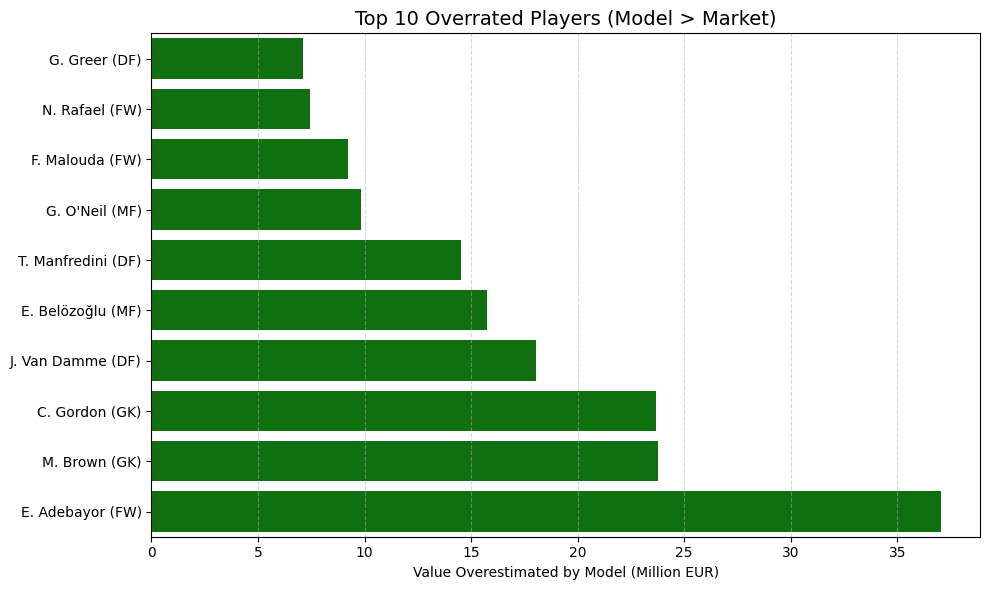 Top 10 Overrated Players (Model > Market)
G. Greer (DF)
N. Rafael (FW)
F. Malouda (FW)
G. O'Neil (MF)
T. Manfredini (DF)
E. Belözoğlu (MF)
J. Van Damme (DF)
C. Gordon (GK)
M. Brown (GK)
E. Adebayor (FW)
0 5 10 15 20 25 30 35
Value Overestimated by Model (Million EUR)